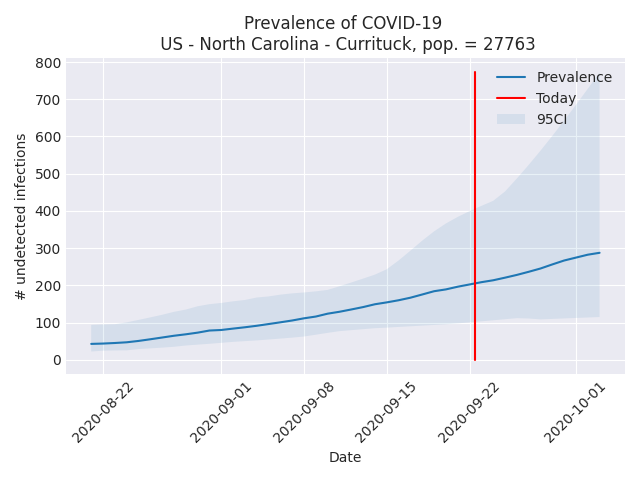 Prevalence of COVID-19
US - North Carolina - Currituck, pop. = 27763
Prevalence
Today
95CI
# undetected infections
800
700
600
500
400
300
200
100
0
2020-08-22
2020-09-01
2020-09-08
2020-09-15
2020-09-22
2020-10-01
Date